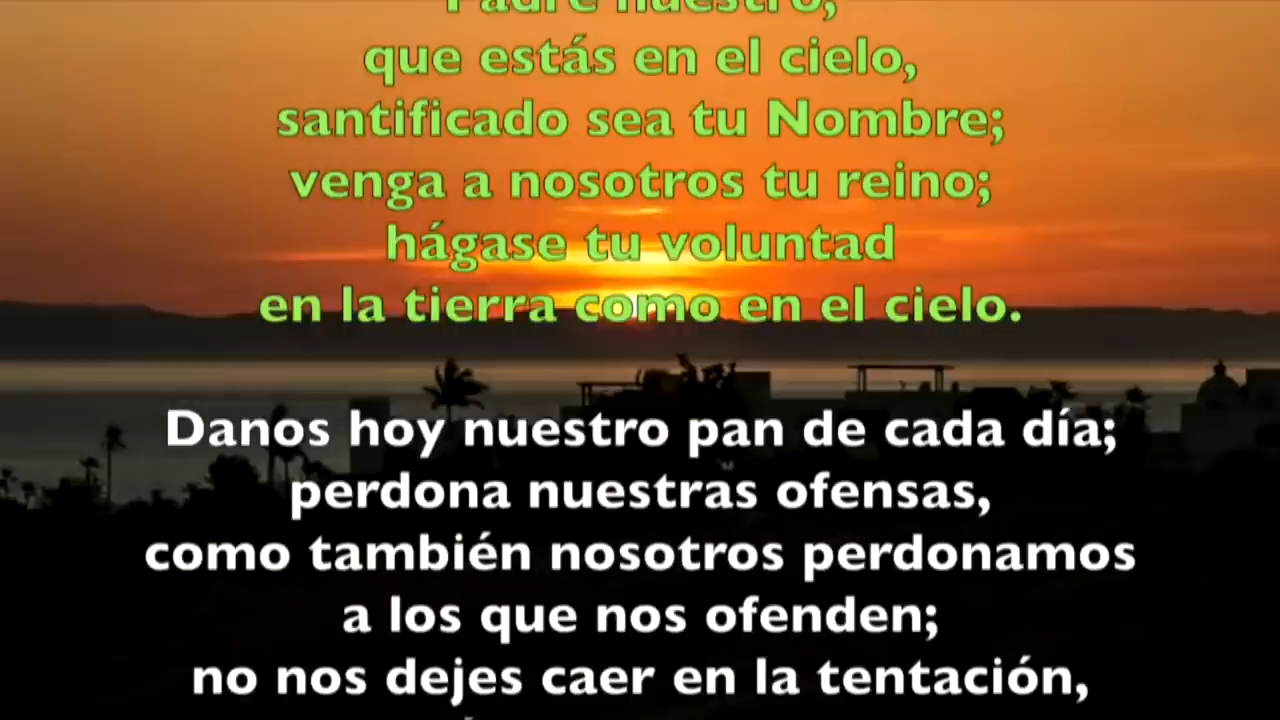 Padre nuestro,
que estás en el cielo,
santificado sea tu Nombre;
venga a nosotros tu reino;
hágase tu voluntad
en la tierra como en el cielo.
Danos hoy nuestro pan de cada día;
perdona nuestras ofensas,
como también nosotros perdonamos
a los que nos ofenden;
no nos dejes caer en la tentación,